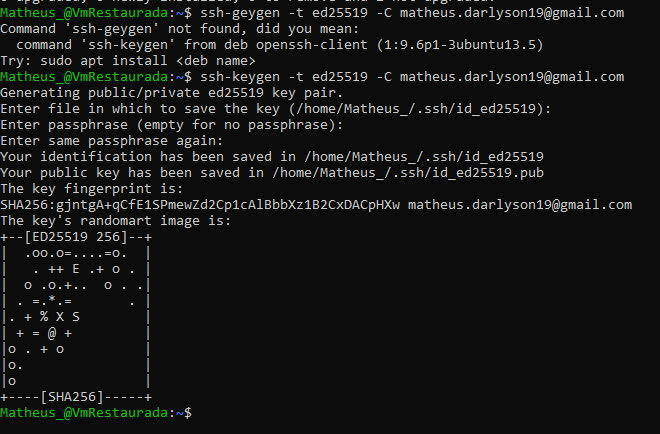 Matheus_@VmRestaurada:~$ ssh-geygen -t ed25519 -C matheus.darlyson19@gmail.com
Command 'ssh-geygen' not found, did you mean:
  command 'ssh-keygen' from deb openssh-client (1:9.6p1-3ubuntu13.5)
Try: sudo apt install <deb name>
Matheus_@VmRestaurada:~$ ssh-keygen -t ed25519 -C matheus.darlyson19@gmail.com
Generating public/private ed25519 key pair.
Enter file in which to save the key (/home/Matheus_/.ssh/id_ed25519):
Enter passphrase (empty for no passphrase):
Enter same passphrase again:
Your identification has been saved in /home/Matheus_/.ssh/id_ed25519
Your public key has been saved in /home/Matheus_/.ssh/id_ed25519.pub
The key fingerprint is:
SHA256:gjntgA+qCfE1SPmewZd2Cp1cAlBbbXz1B2CxDACpHXw matheus.darlyson19@gmail.com
The key's randomart image is:
+--[ED25519 256]--+
|  .oo.o=....=o.  |
|   . ++ E .+ o . |
|  o .o.+..  o . .|
| . =.*.=       . |
|. + % X S        |
| + = @ +         |
|o . + o          |
|o.               |
|o                |
+----[SHA256]-----+
Matheus_@VmRestaurada:~$